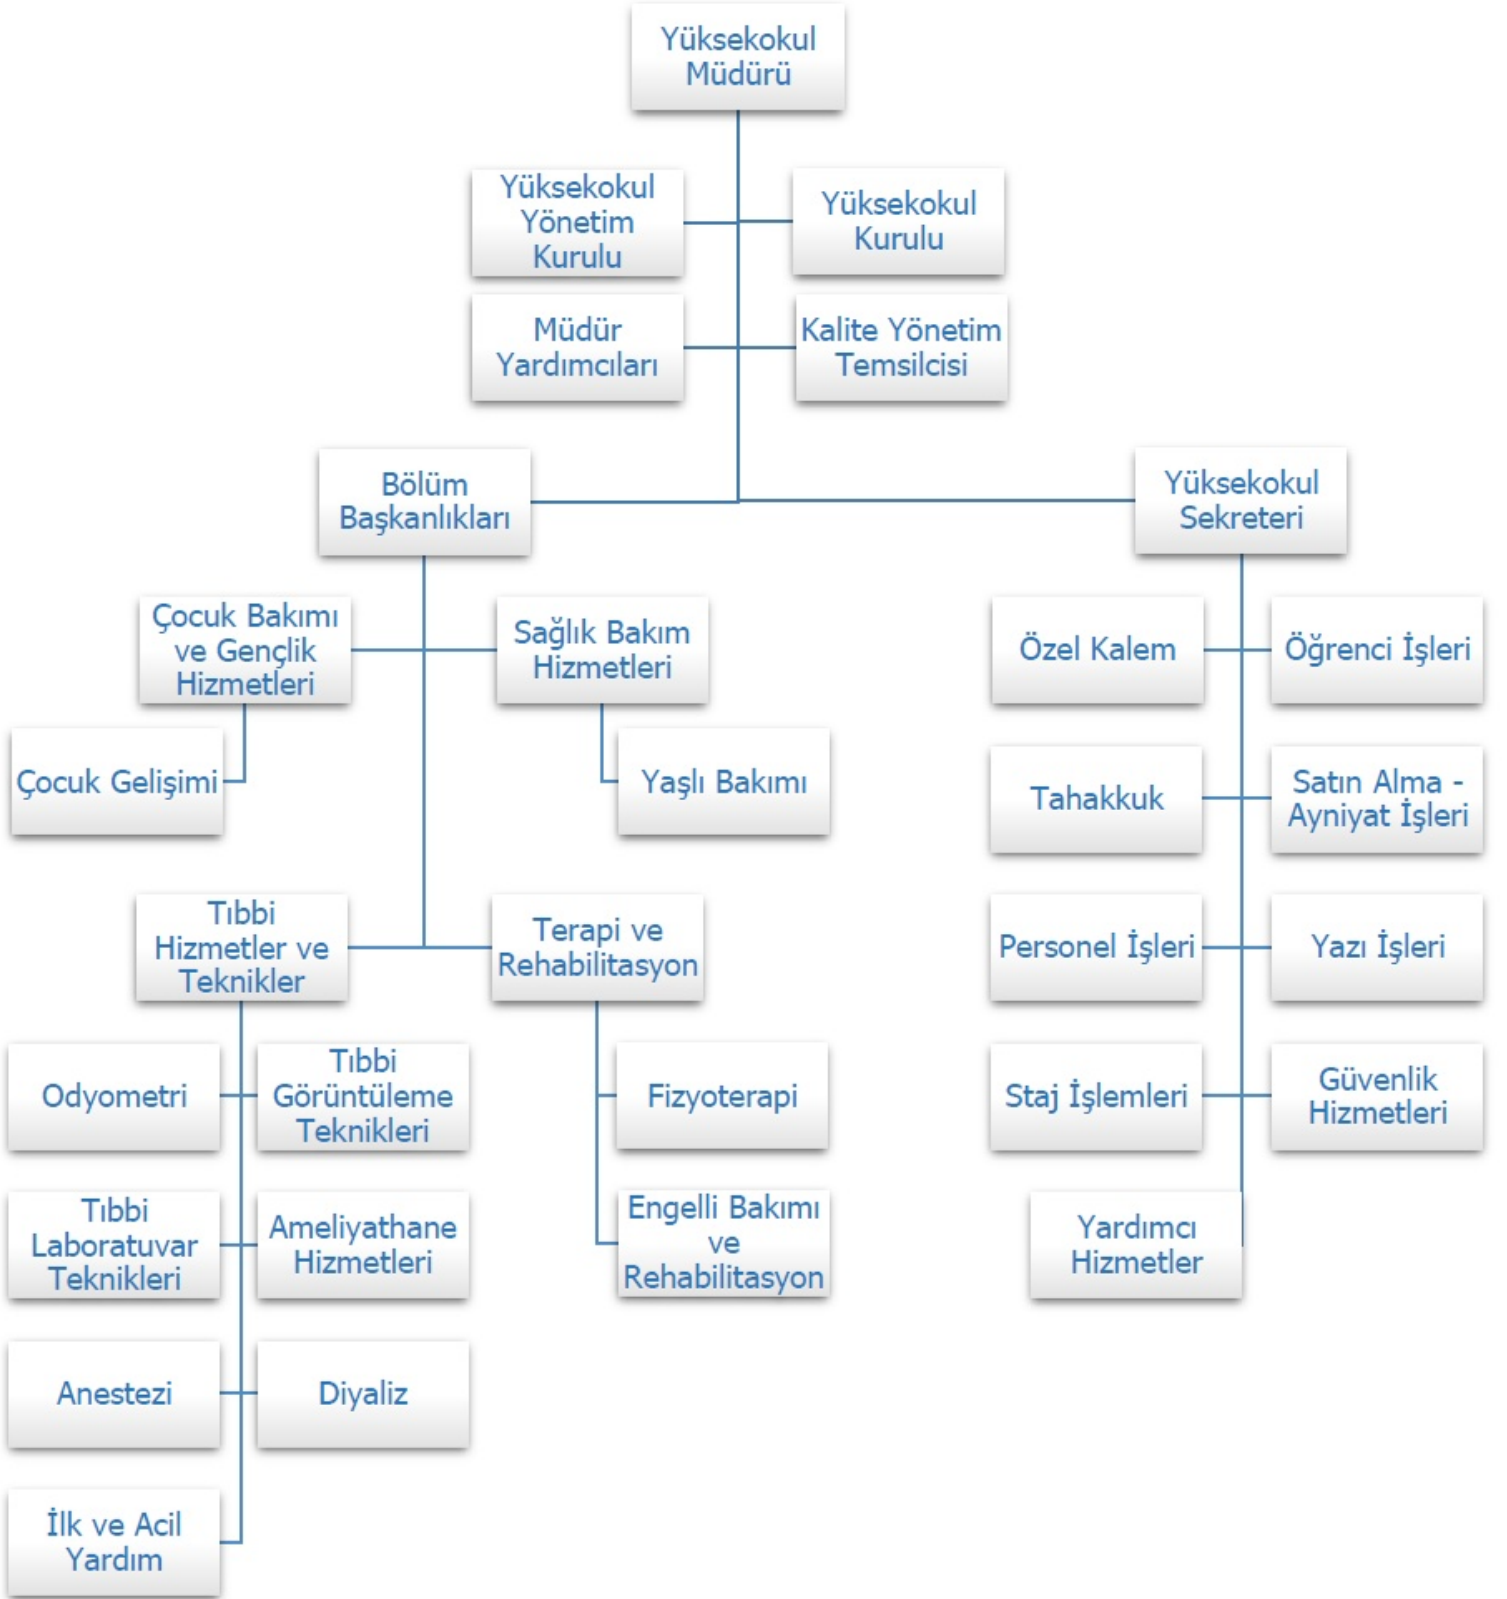 Yüksekokul
Müdürü
Yüksekokul
Yönetim
Kurulu
Yüksekokul
Kurulu
Müdür
Yardımcıları
Kalite Yönetim
Temsilcisi
Bölüm
Başkanlıkları
Yüksekokul
Sekreteri
Çocuk Bakımı
ve Gençlik
Hizmetleri
Sağlık Bakım
Hizmetleri
Özel Kalem
Öğrenci İşleri
Çocuk Gelişimi
Yaşlı Bakımı
Tahakkuk
Satın Alma -
Ayniyat İşleri
Tıbbi
Hizmetler ve
Teknikler
Terapi ve
Rehabilitasyon
Personel İşleri
Yazı İşleri
Odyometri
Tıbbi
Görüntüleme
Teknikleri
Fizyoterapi
Staj İşlemleri
Güvenlik
Hizmetleri
Tıbbi
Laboratuvar
Teknikleri
Ameliyathane
Hizmetleri
Engelli Bakımı
ve
Rehabilitasyon
Yardımcı
Hizmetler
Anestezi
Diyaliz
İlk ve Acil
Yardım